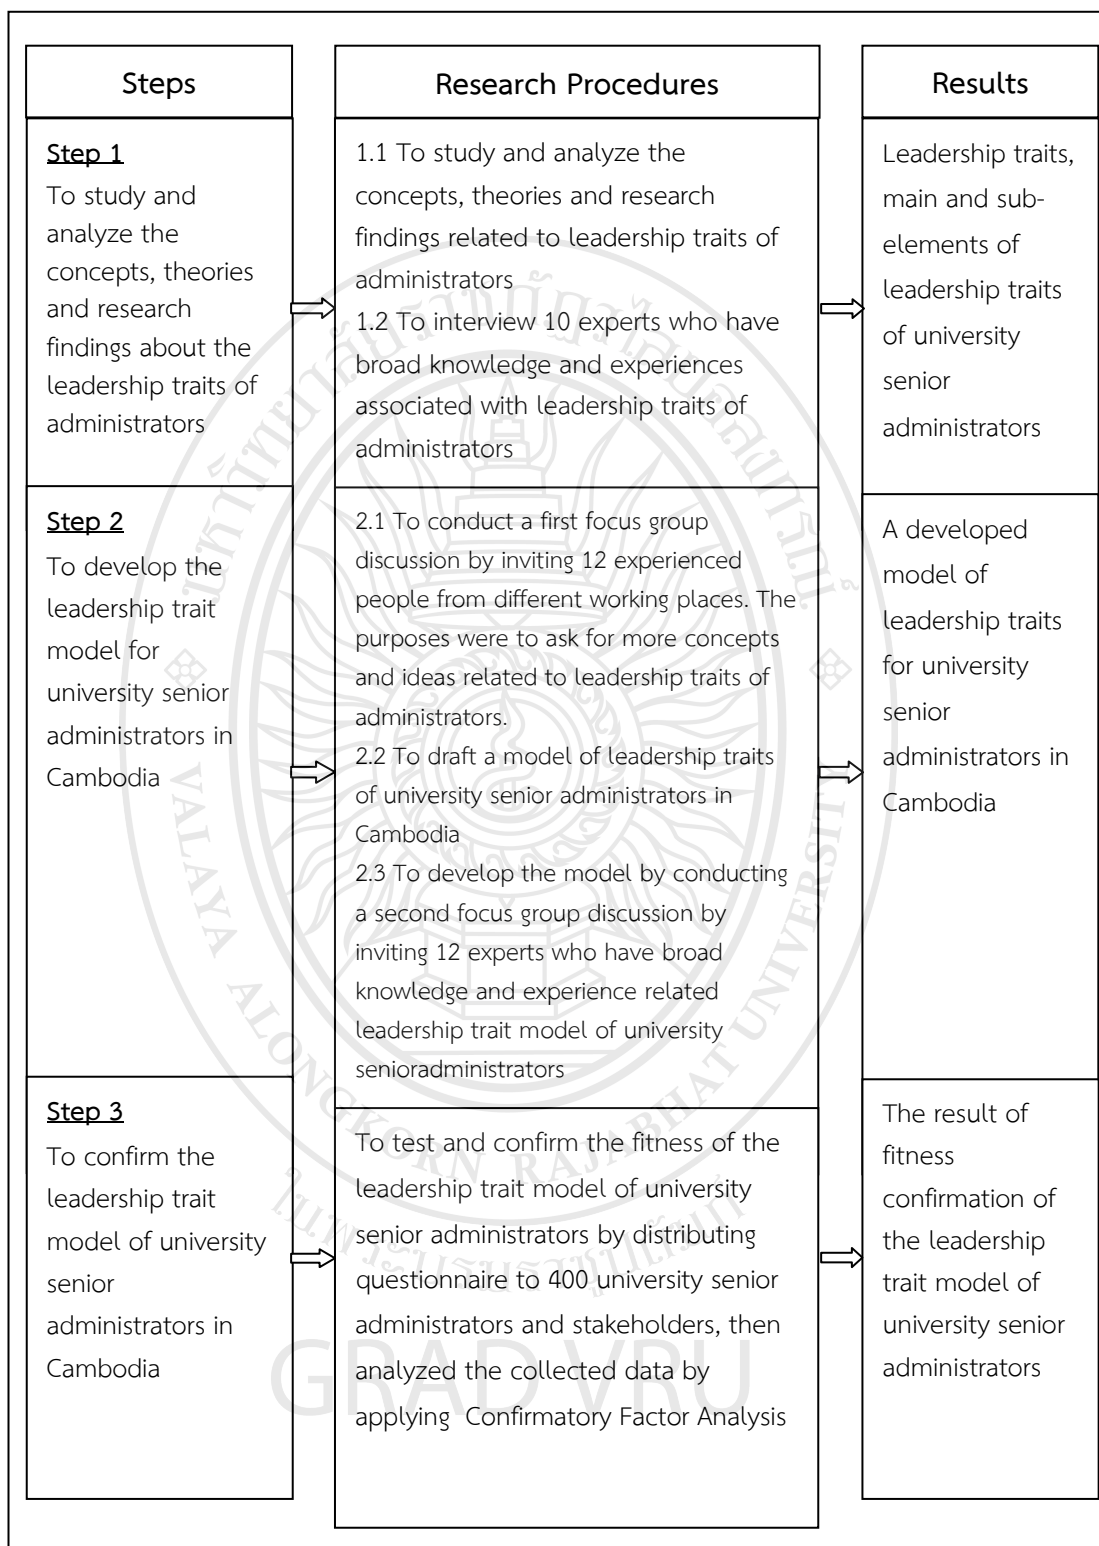 Steps
Research Procedures
Results
Step 1
To study and
analyze the
concepts, theories
and research
findings about the
leadership traits of
administrators
1.1 To study and analyze the
concepts, theories and research
findings related to leadership traits of
administrators
1.2 To interview 10 experts who have
broad knowledge and experiences
associated with leadership traits of
administrators
Leadership traits,
main and sub-
elements of
leadership traits
of university
senior
administrators
Step 2
To develop the
leadership trait
model for
university senior
administrators in
Cambodia
2.1 To conduct a first focus group
discussion by inviting 12 experienced
people from different working places. The
purposes were to ask for more concepts
and ideas related to leadership traits of
administrators.
2.2 To draft a model of leadership traits
of university senior administrators in
Cambodia
2.3 To develop the model by conducting
a second focus group discussion by
inviting 12 experts who have broad
knowledge and experience related
leadership trait model of university
senioradministrators
A developed
model of
leadership traits
for university
senior
administrators in
Cambodia
Step 3
To confirm the
leadership trait
model of university
senior
administrators in
Cambodia
To test and confirm the fitness of the
leadership trait model of university
senior administrators by distributing
questionnaire to 400 university senior
administrators and stakeholders, then
analyzed the collected data by
applying  Confirmatory Factor Analysis
The result of
fitness
confirmation of
the leadership
trait model of
university senior
administrators
VALAYA ALONGKORN RAJABHAT UNIVERSITY
GRAD VRU